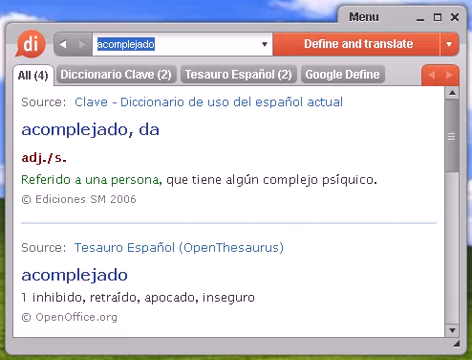 Menu
di
acomplejado
Define and translate
All (4)
Diccionario Clave (2)
Tesauro Español (2)
Google Define
Source: Clave - Diccionario de uso del español actual
acomplejado, da
adj./s.
Referido a una persona, que tiene algún complejo psíquico.
© Ediciones SM 2006
Source: Tesauro Español (OpenThesaurus)
acomplejado
1 inhibido, retraído, apocado, inseguro
© OpenOffice.org